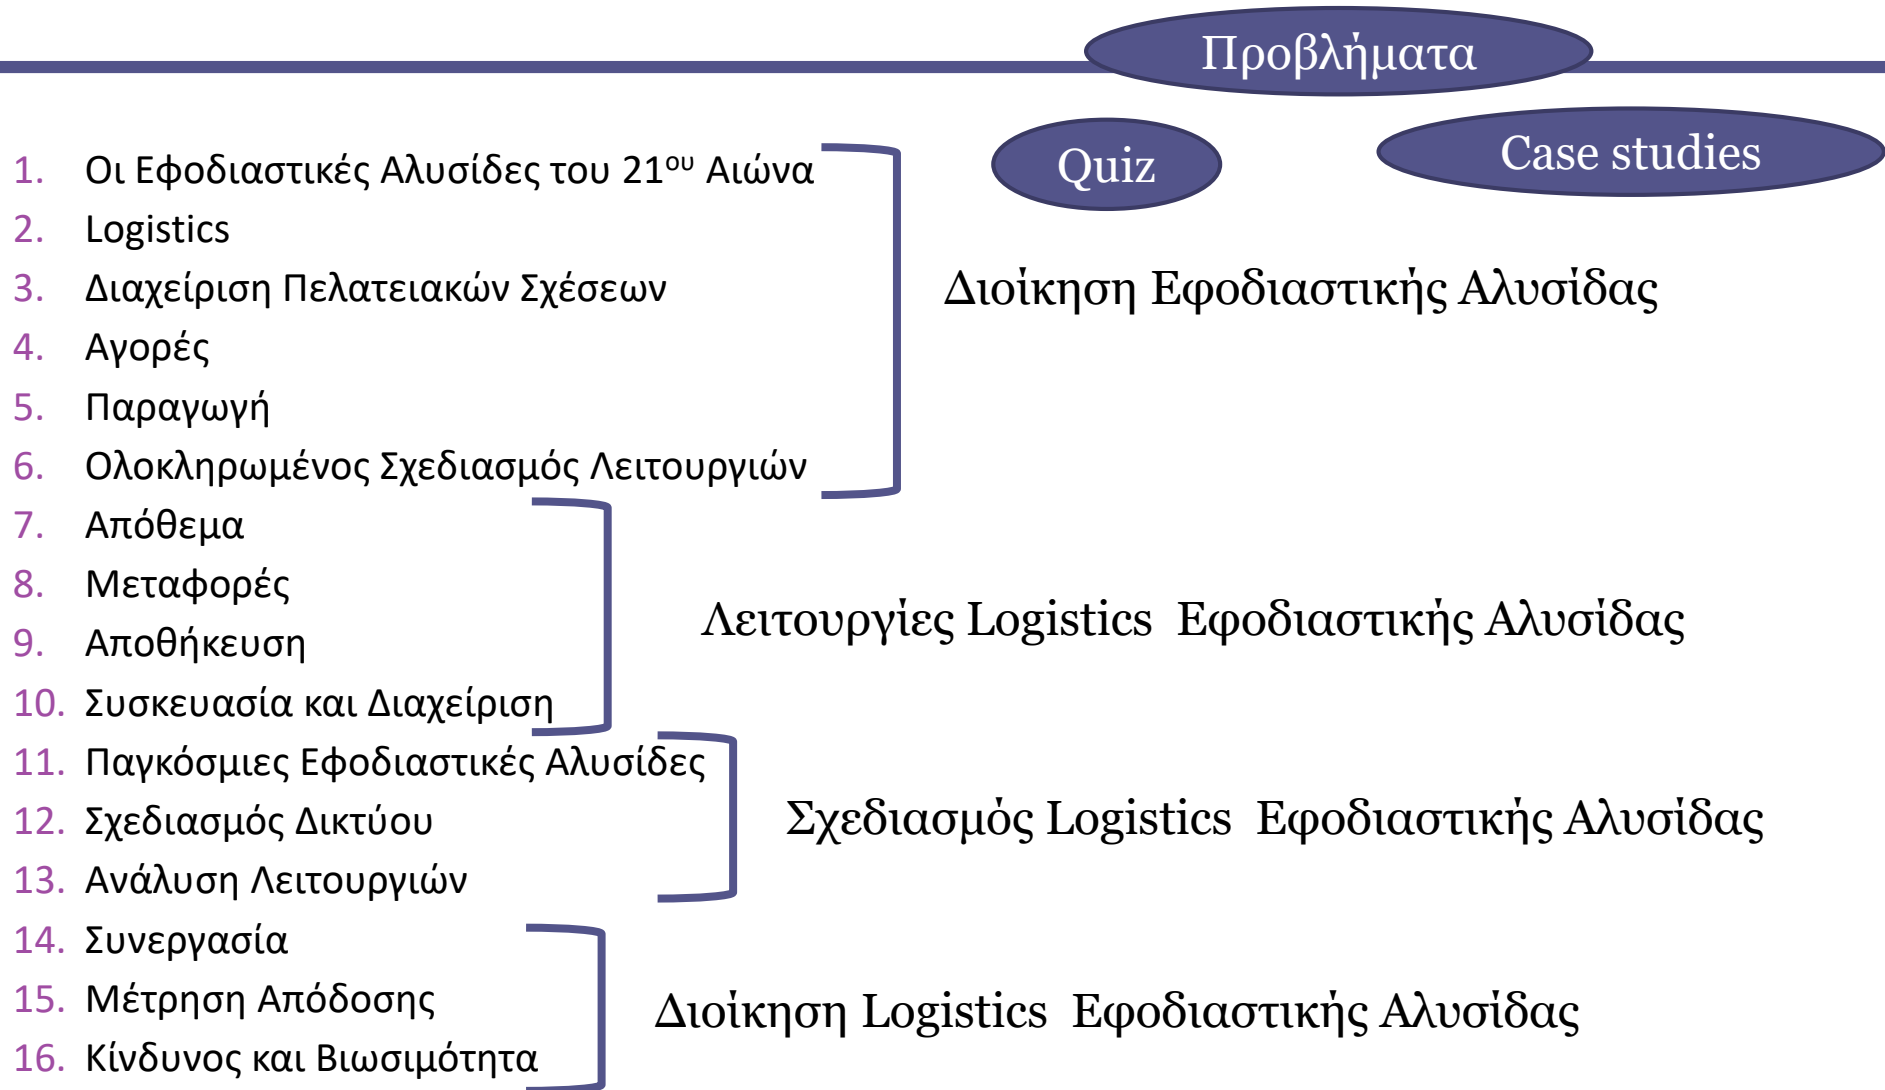 Προβλήματα
Quiz
Case studies
1. Οι Εφοδιαστικές Αλυσίδες του 21ου Αιώνα
2. Logistics
3. Διαχείριση Πελατειακών Σχέσεων
4. Αγορές
5. Παραγωγή
6. Ολοκληρωμένος Σχεδιασμός Λειτουργιών
Διοίκηση Εφοδιαστικής Αλυσίδας
7. Απόθεμα
8. Μεταφορές
9. Αποθήκευση
10. Συσκευασία και Διαχείριση
Λειτουργίες Logistics Εφοδιαστικής Αλυσίδας
11. Παγκόσμιες Εφοδιαστικές Αλυσίδες
12. Σχεδιασμός Δικτύου
13. Ανάλυση Λειτουργιών
Σχεδιασμός Logistics Εφοδιαστικής Αλυσίδας
14. Συνεργασία
15. Μέτρηση Απόδοσης
16. Κίνδυνος και Βιωσιμότητα
Διοίκηση Logistics Εφοδιαστικής Αλυσίδας